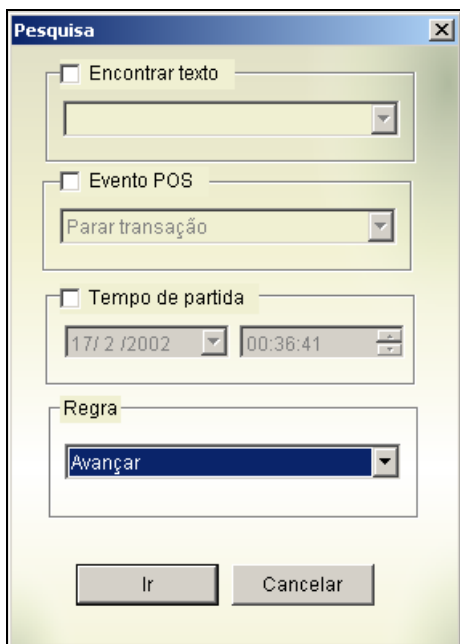 Pesquisa
Encontrar texto
Evento POS
Parar transação
Tempo de partida
17/ 2 /2002 00:36:41
Regra
Avançar
Ir Cancelar